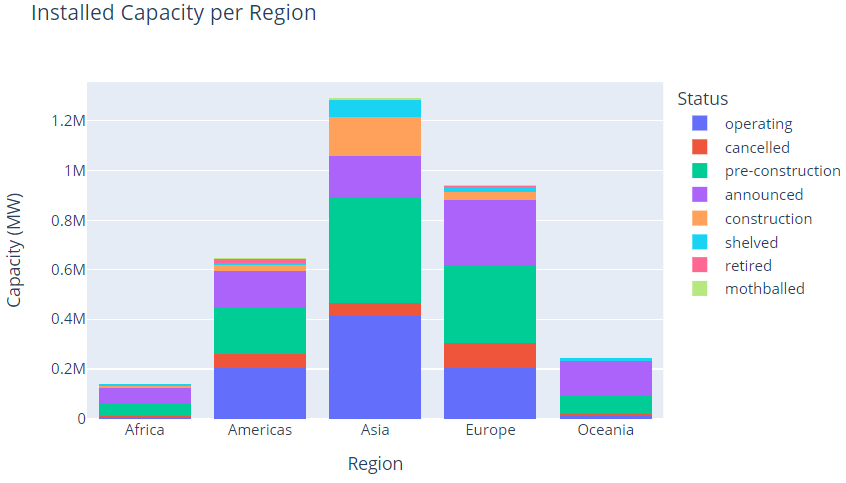 Installed Capacity per Region
Capacity (MW)
1.2M
1M
0.8M
0.6M
0.4M
0.2M
0
Africa
Americas
Asia
Europe
Oceania
Region
Status
operating
cancelled
pre-construction
announced
construction
shelved
retired
mothballed